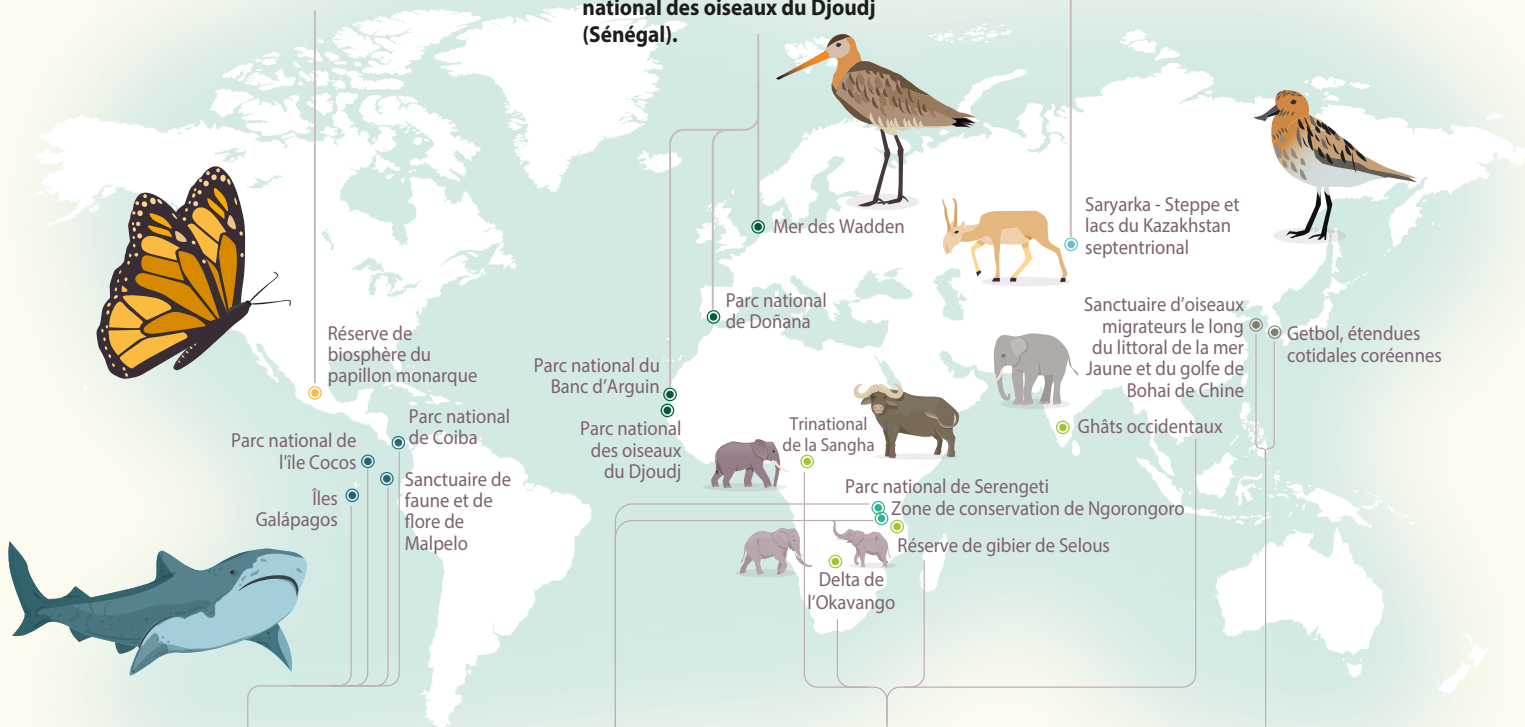 national des oiseaux du Djoudj
(Sénégal).
Mer des Wadden
Saryarka - Steppe et
lacs du Kazakhstan
septentrional
Parc national
de Doñana
Sanctuaire d'oiseaux
migrateurs le long
du littoral de la mer
Jaune et du golfe de
Bohai de Chine
Getbol, étendues
cotidales coréennes
Réserve de
biosphère du
papillon monarque
Parc national du
Banc d'Arguin
Parc national
des oiseaux
du Djoudj
Parc national
de Coiba
Parc national de
l'île Cocos
Sanctuaire de
faune et de
flore de
Malpelo
Îles
Galápagos
Trinational
de la Sangha
Ghâts occidentaux
Parc national de Serengeti
Zone de conservation de Ngorongoro
Réserve de gibier de Selous
Delta de
l'Okavango